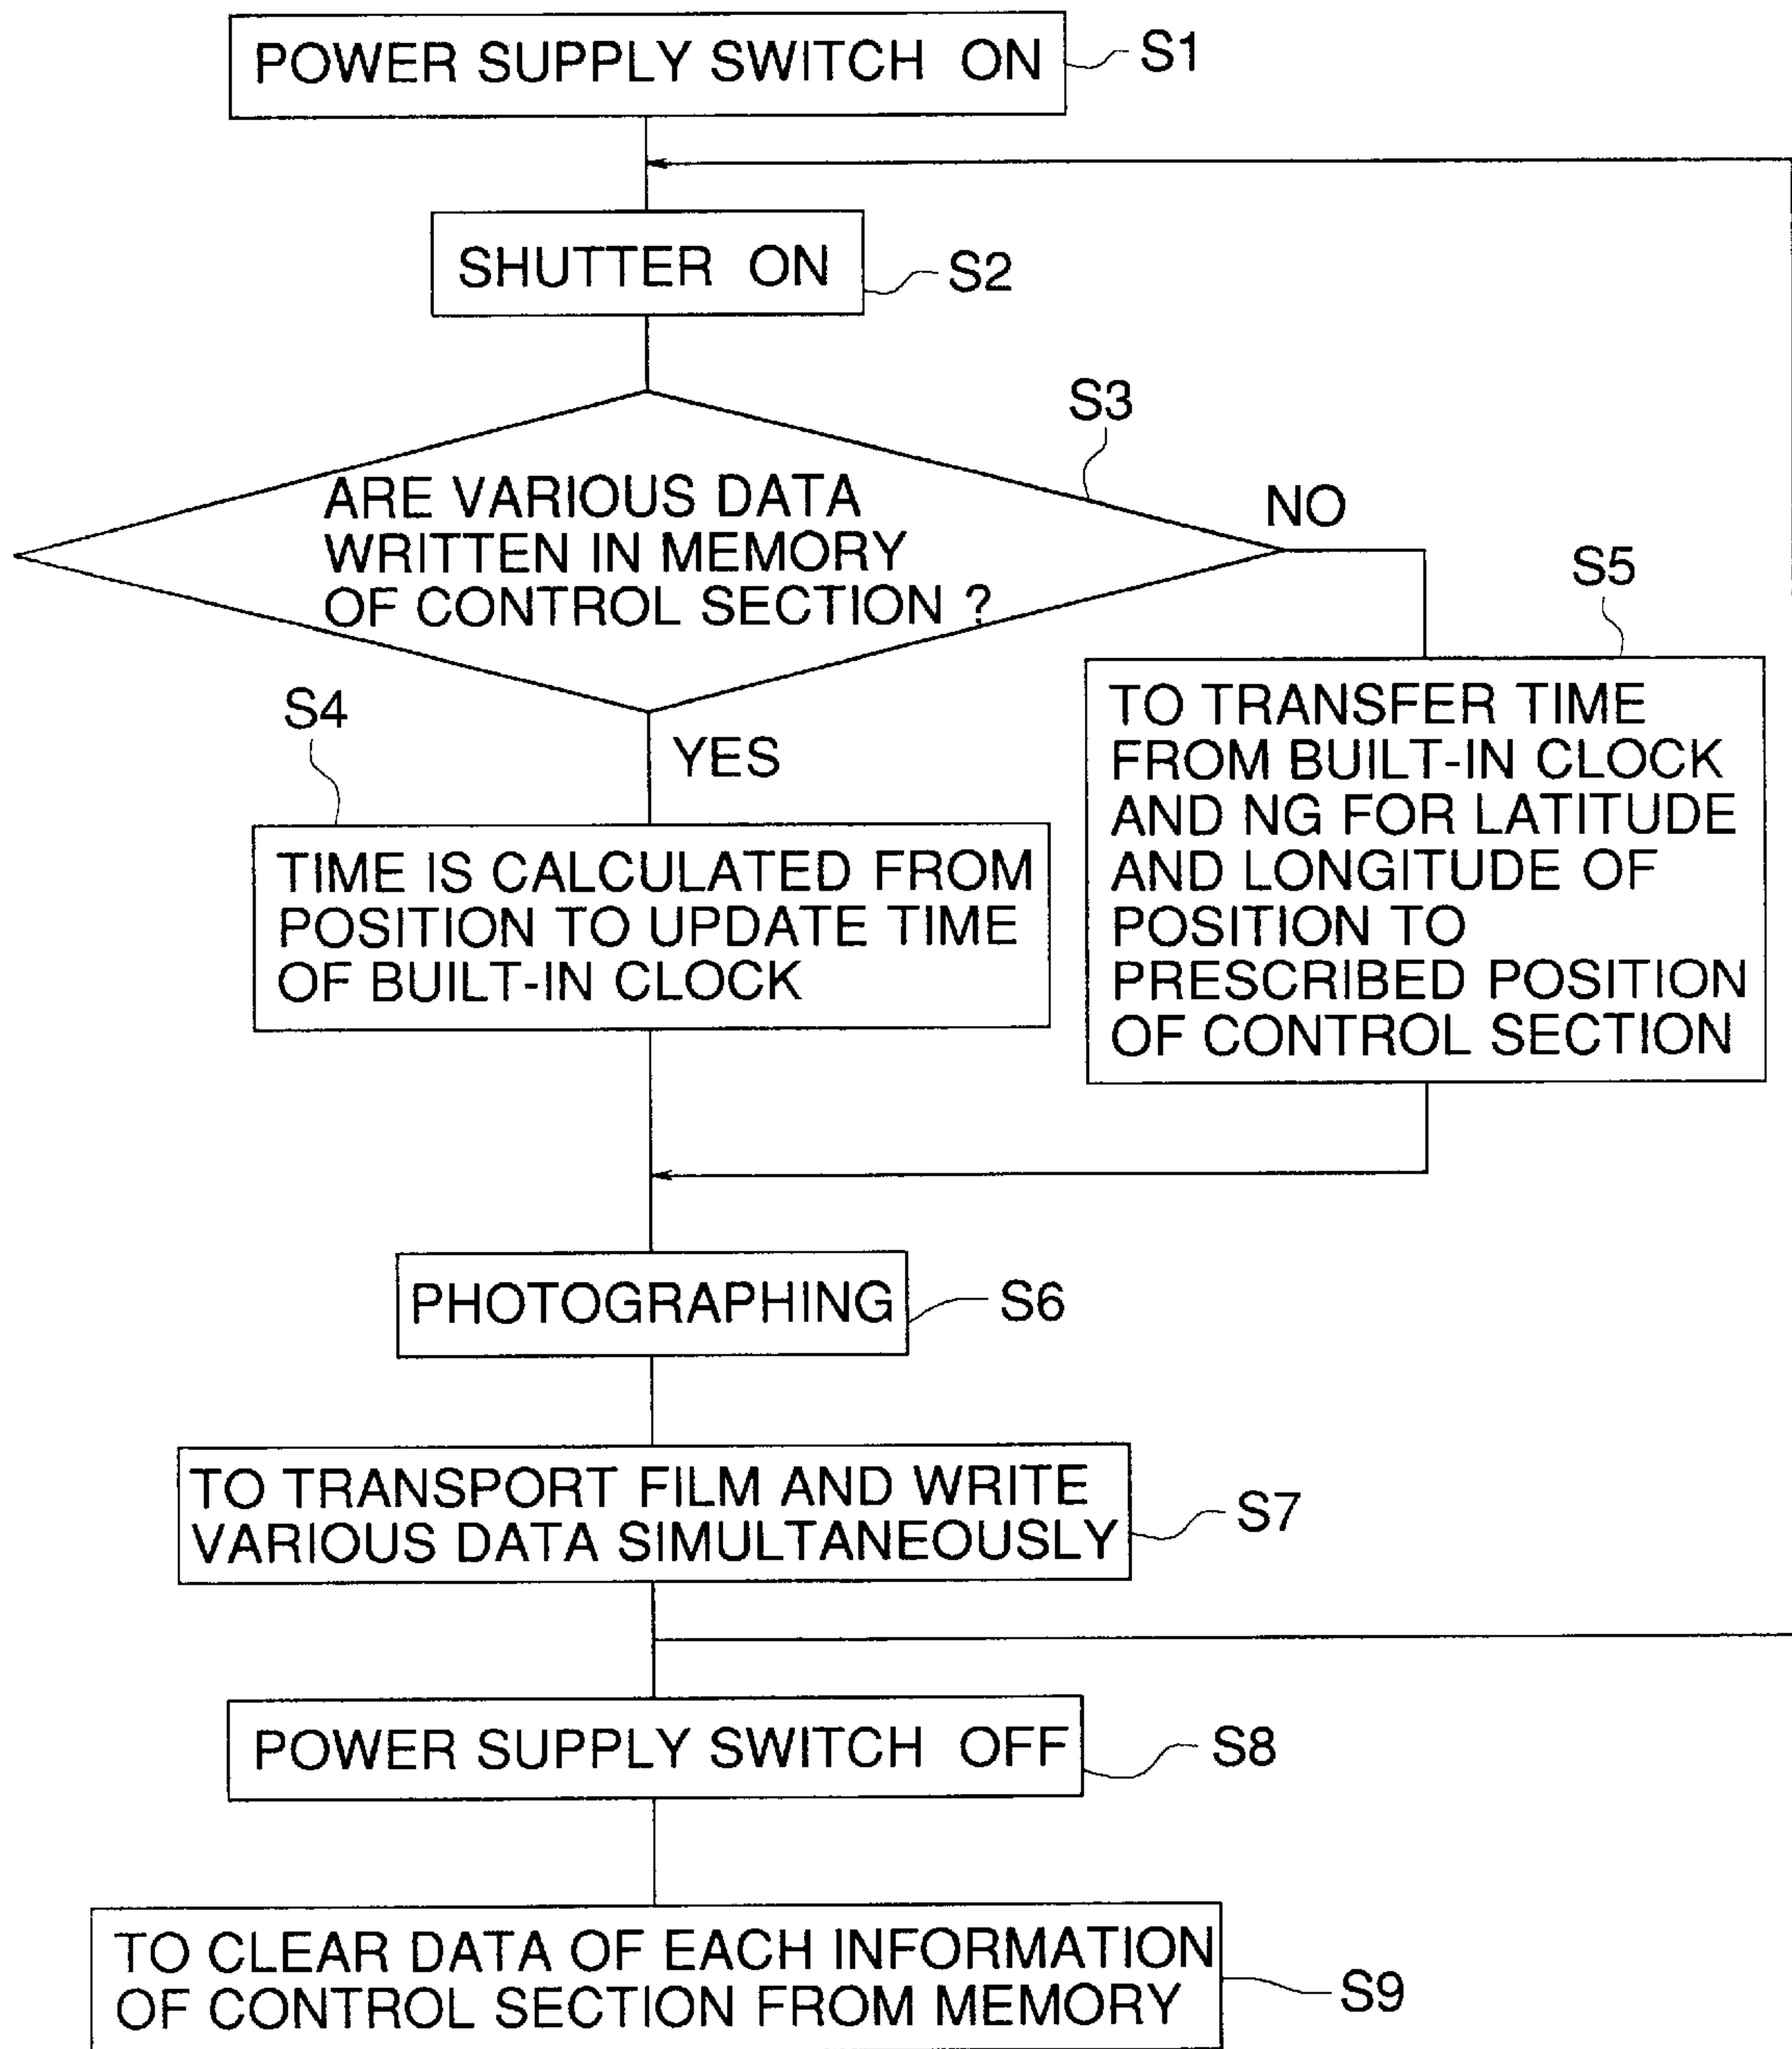 POWER SUPPLY SWITCH ON
S1
SHUTTER ON
S2
S3
ARE VARIOUS DATA
WRITTEN IN MEMORY
OF CONTROL SECTION ?
NO
S5
TO TRANSFER TIME
FROM BUILT-IN CLOCK
AND NG FOR LATITUDE
AND LONGITUDE OF
POSITION TO
PRESCRIBED POSITION
OF CONTROL SECTION
S4
YES
TIME IS CALCULATED FROM
POSITION TO UPDATE TIME
OF BUILT-IN CLOCK
PHOTOGRAPHING
S6
TO TRANSPORT FILM AND WRITE
VARIOUS DATA SIMULTANEOUSLY
S7
POWER SUPPLY SWITCH OFF
S8
TO CLEAR DATA OF EACH INFORMATION
OF CONTROL SECTION FROM MEMORY
S9